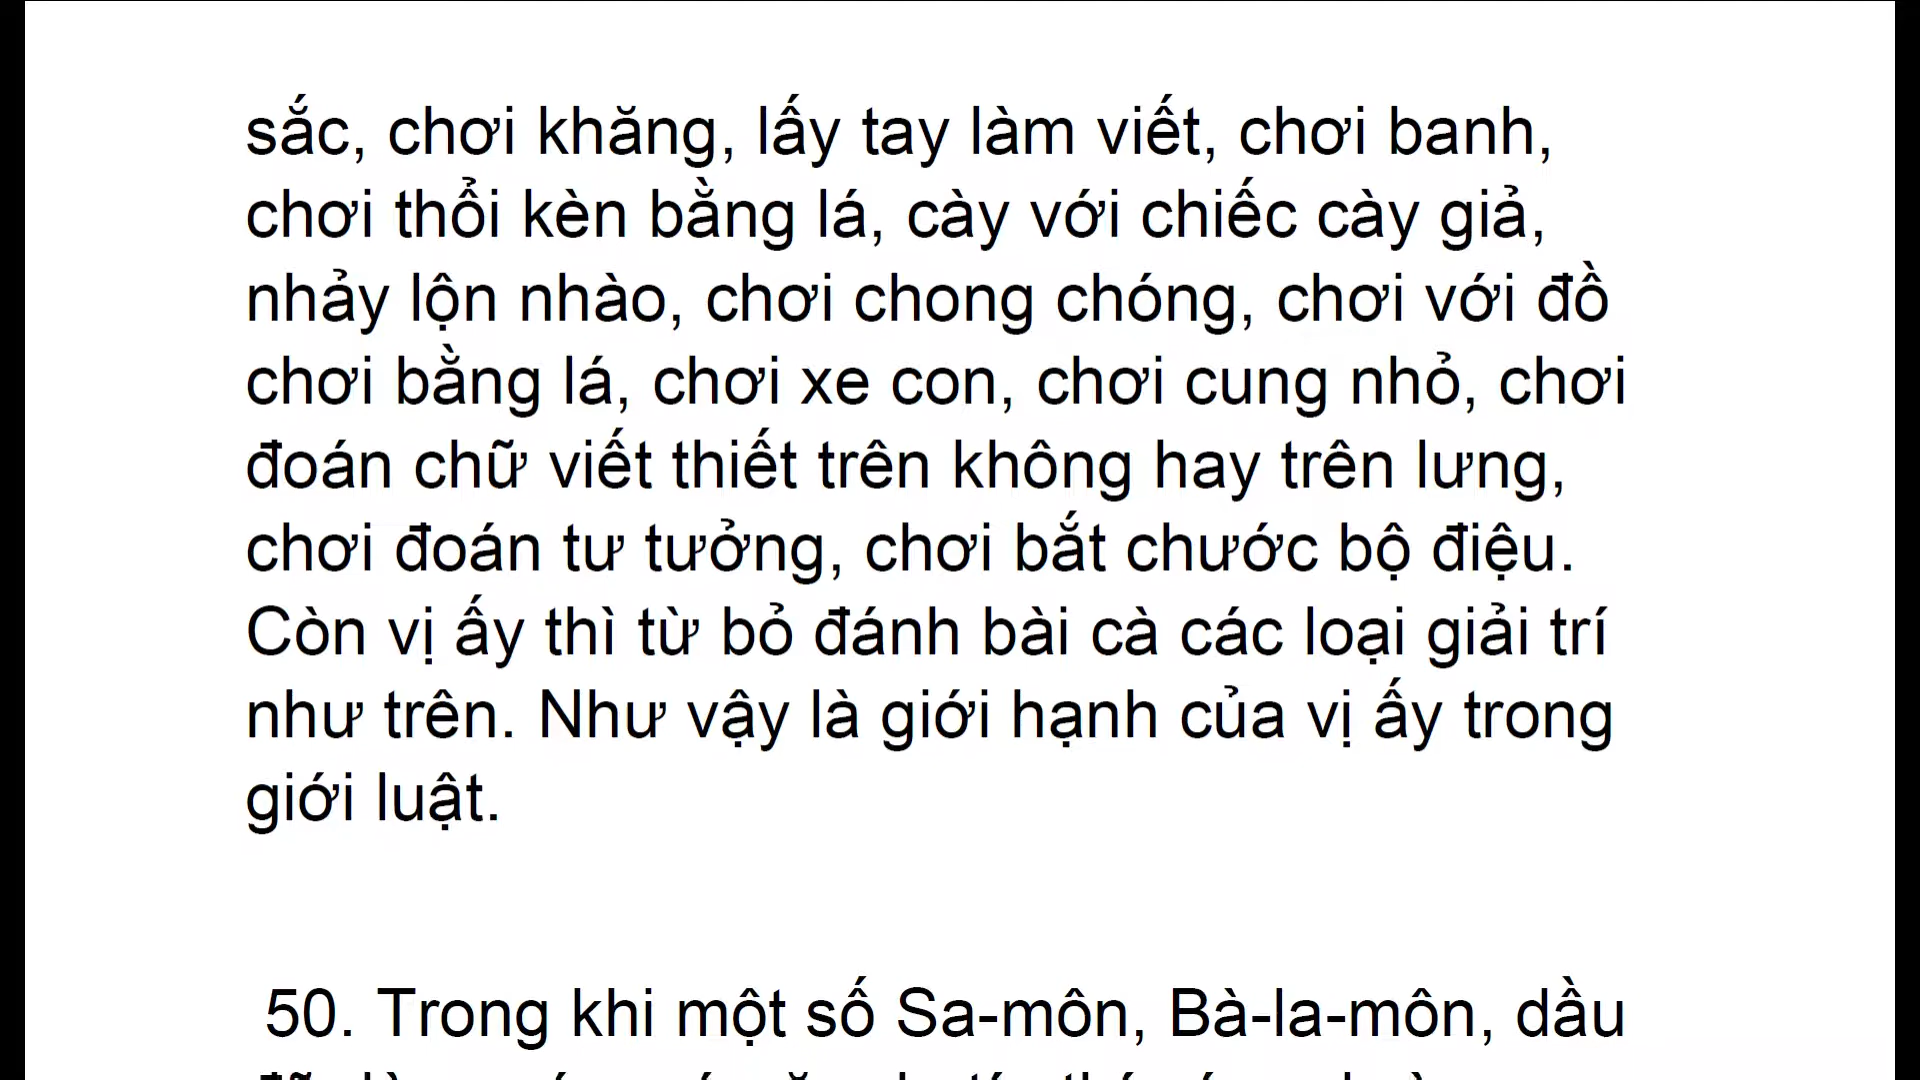 sắc, chơi khăng, lấy tay làm viết, chơi banh,
chơi thổi kèn bằng lá, cày với chiếc cày giả,
nhảy lộn nhào, chơi chong chóng, chơi với đồ
chơi bằng lá, chơi xe con, chơi cung nhỏ, chơi
đoán chữ viết thiết trên không hay trên lưng,
chơi đoán tư tưởng, chơi bắt chước bộ điệu.
Còn vị ấy thì từ bỏ đánh bài cà các loại giải trí
như trên. Như vậy là giới hạnh của vị ấy trong
giới luật.
50. Trong khi một số Sa-môn, Bà-la-môn, dầu